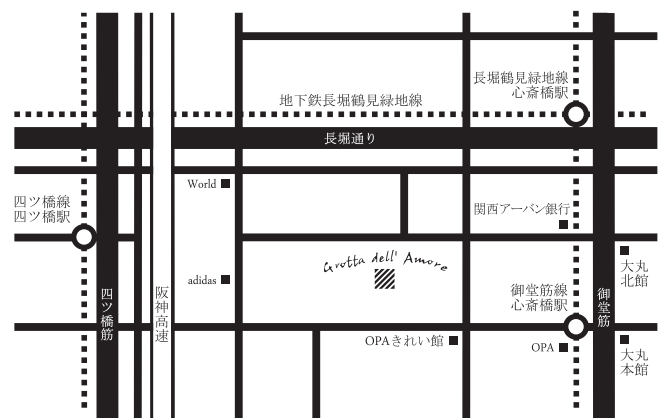 長堀鶴見緑地線
心斎橋駅
地下鉄長堀鶴見緑地線
長堀通り
World
四ツ橋線
四ツ橋駅
関西アーバン銀行
Grotta dell' Amore
大丸
北館
adidas
御堂筋線
心斎橋駅
四ツ橋筋
阪神高速
御堂筋
OPAきれい館
OPA
大丸
本館